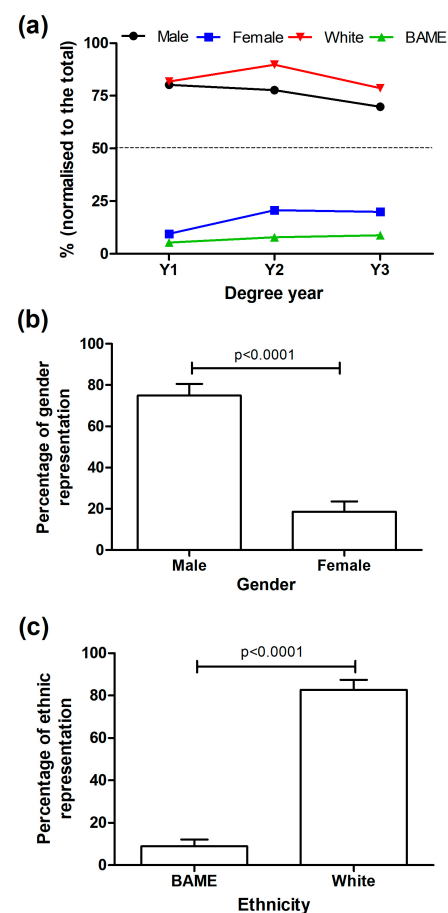 (a)
Male Female White BAME
% (normalised to the total)
100
75
50
25
0
Y1 Y2 Y3
Degree year
(b)
Percentage of gender
representation
100
80
60
40
20
0
p<0.0001
Male Female
Gender
(c)
Percentage of ethnic
representation
100
80
60
40
20
0
p<0.0001
BAME White
Ethnicity